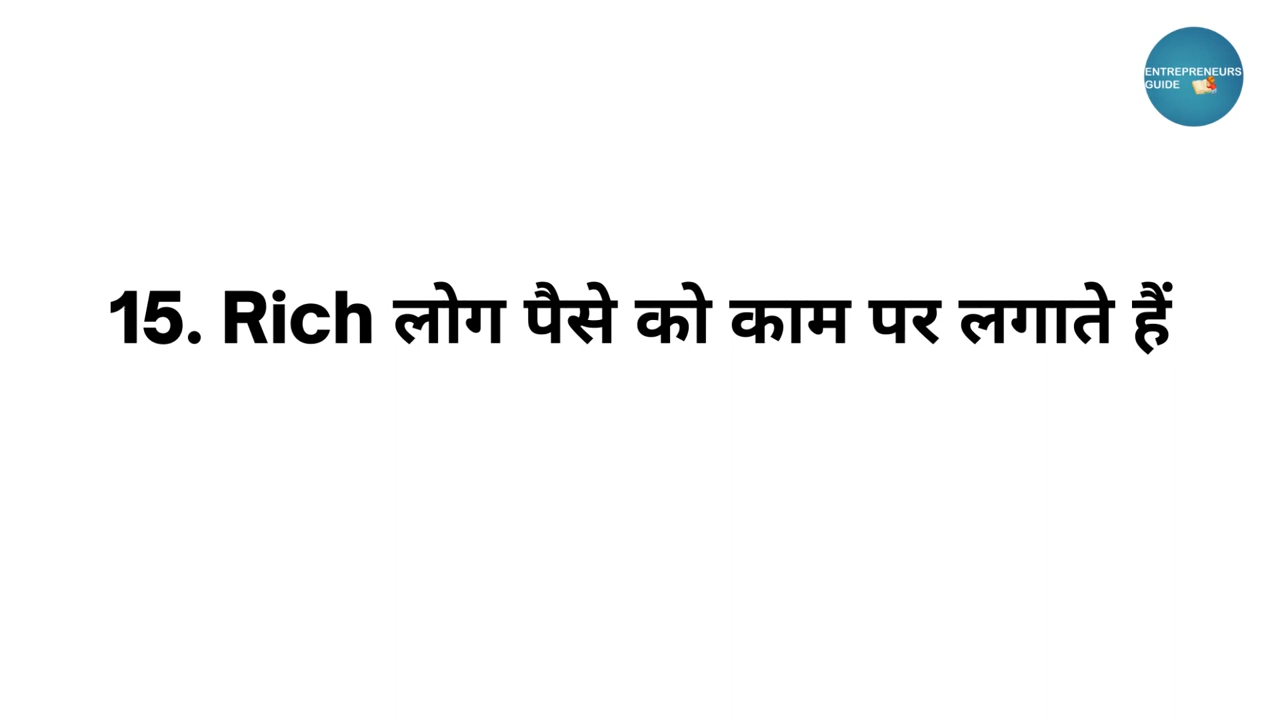 ENTREPRENEURS
GUIDE
15. Rich लोग पैसे को काम पर लगाते हैं